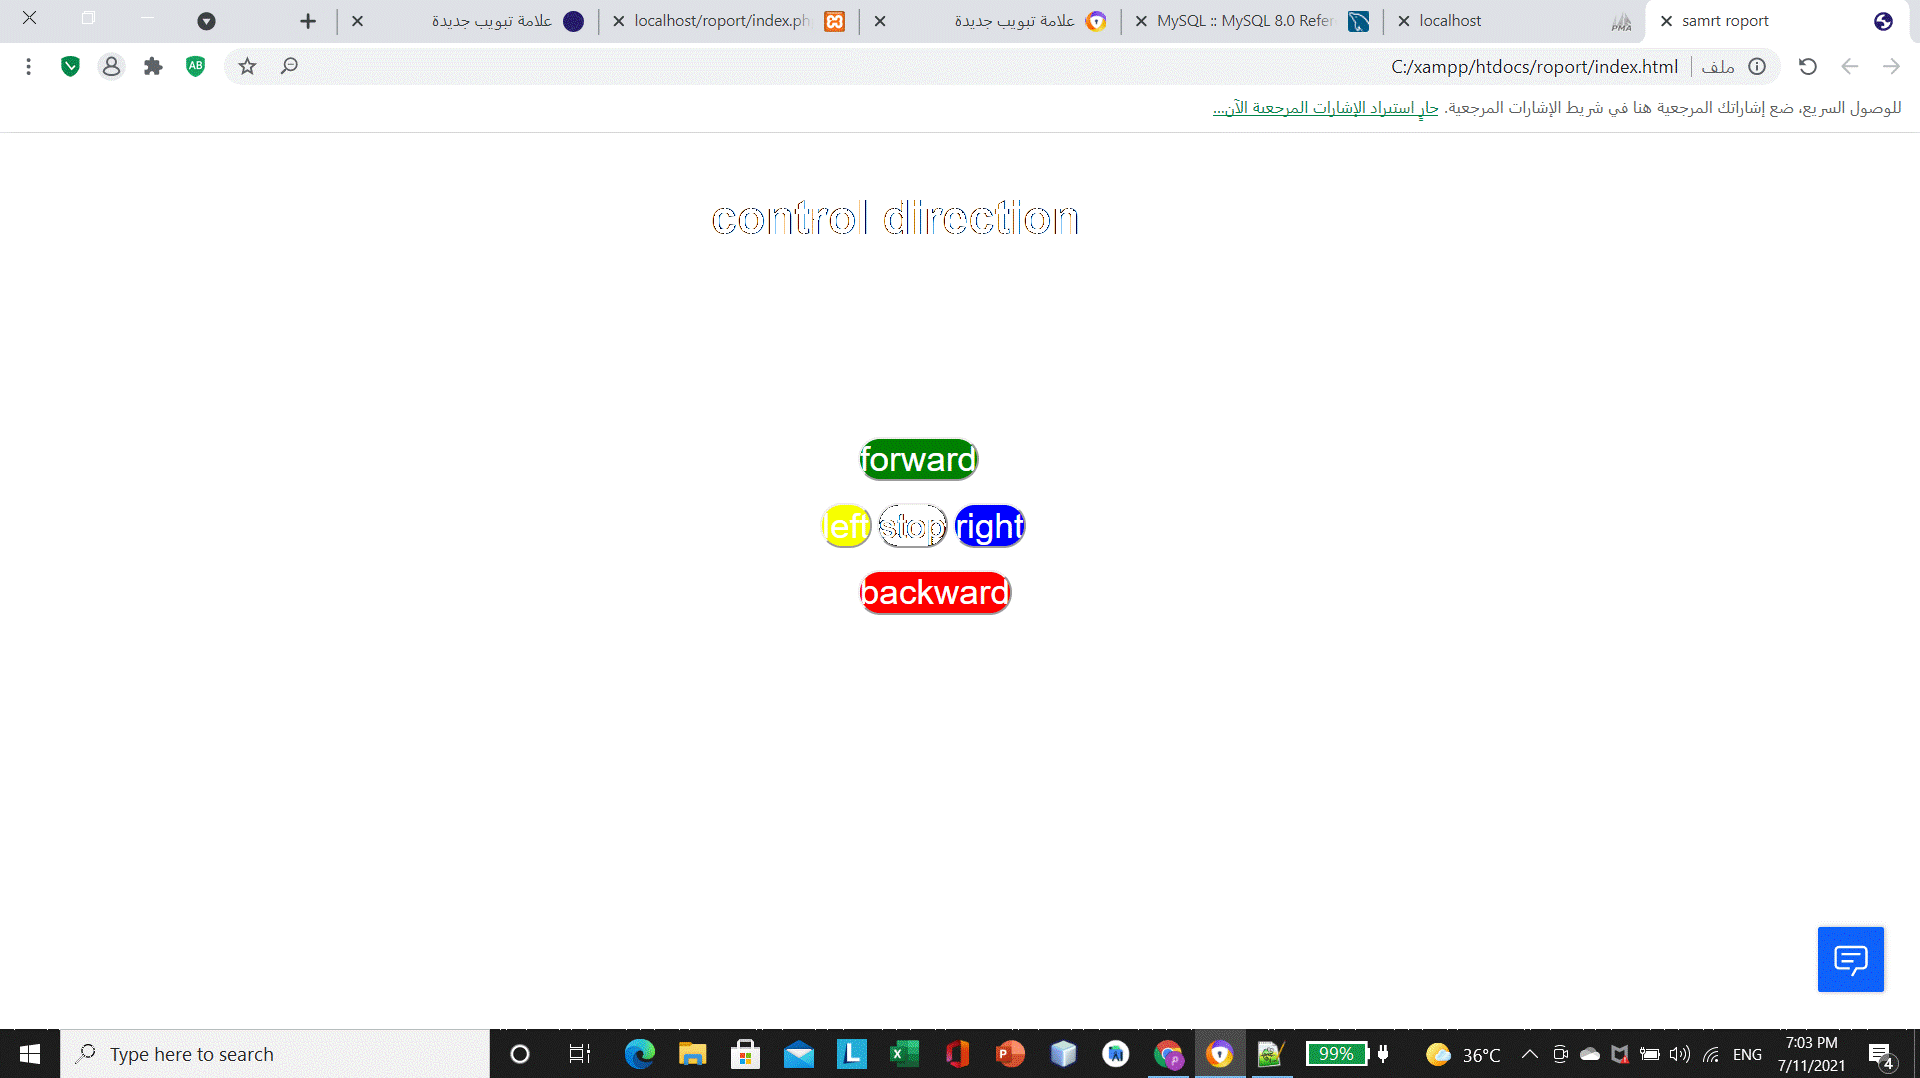 علامة تبويب جديدة
localhost/roport/index.ph
علامة تبويب جديدة
MySQL :: MySQL 8.0 Refer
localhost
PMA
samrt roport
AB
C:/xampp/htdocs/roport/index.html
ملف
للوصول السريع، ضع إشاراتك المرجعية هنا في شريط الإشارات المرجعية. جارٍ استيراد الإشارات المرجعية الآن...
control direction
forward
left stop right
backward
Type here to search
L
99%
36°C
ENG
7:03 PM
7/11/2021
4